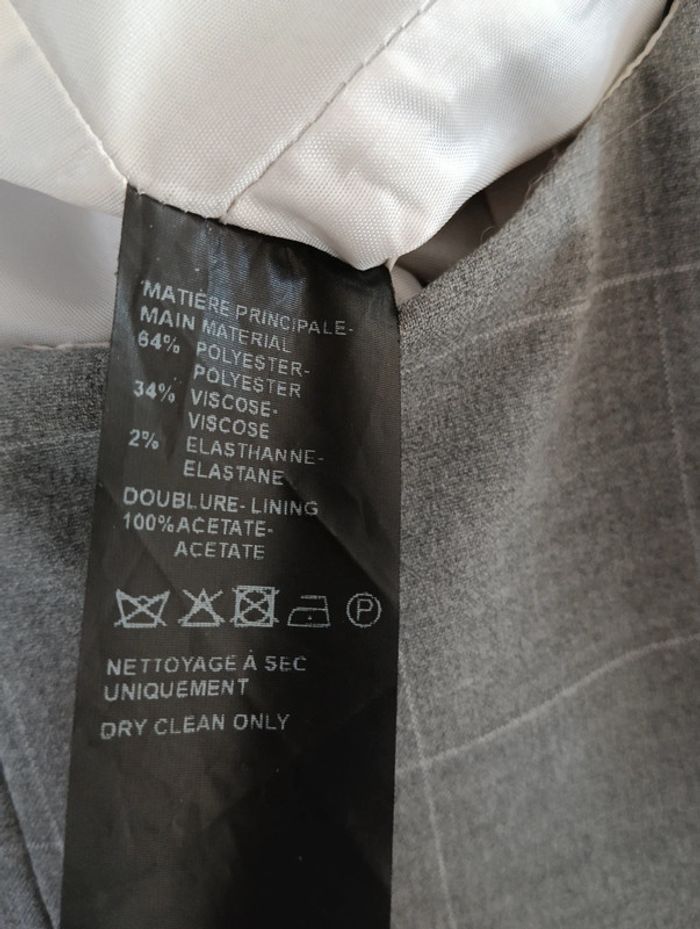 MATIÈRE PRINCIPALE-
MAIN MATERIAL
64% POLYESTER-
POLYESTER
34% VISCOSE-
VISCOSE
2% ELASTHANNE-
ELASTANE
DOUBLURE- LINING
100% ACETATE-
ACETATE
P
NETTOYAGE À SEC
UNIQUEMENT
DRY CLEAN ONLY